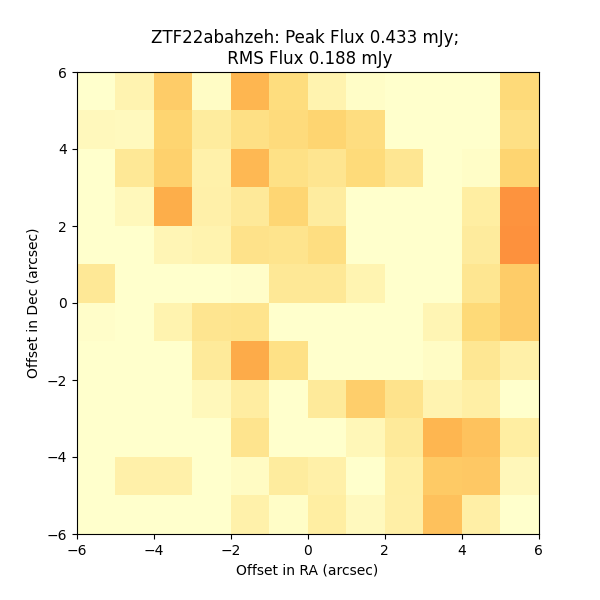 ZTF22abahzeh: Peak Flux 0.433 mJy;
RMS Flux 0.188 mJy
6
4
2
0
−2
−4
−6
Offset in Dec (arcsec)
−6 −4 −2 0 2 4 6
Offset in RA (arcsec)